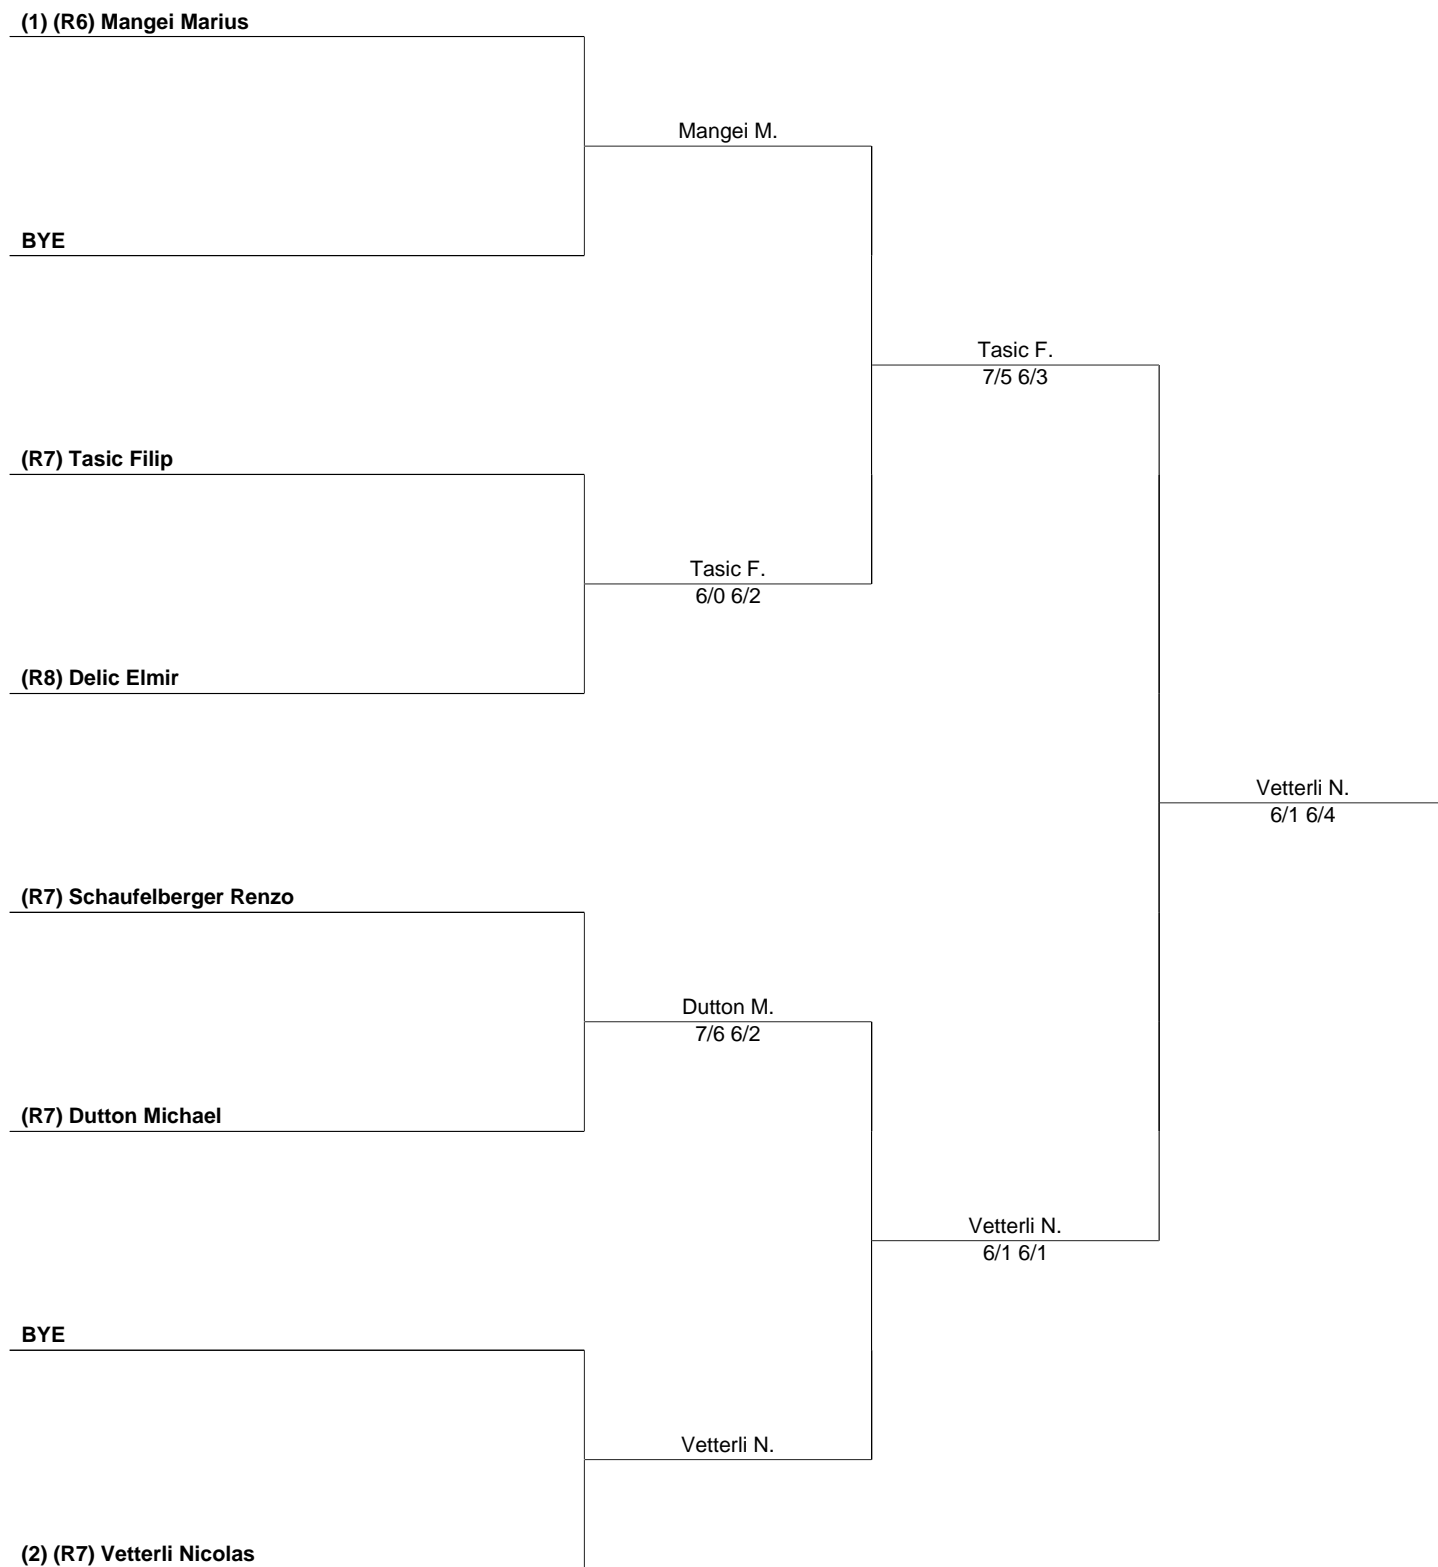 (1) (R6) Mangei Marius
Mangei M.
BYE
Tasic F.
7/5 6/3
(R7) Tasic Filip
Tasic F.
6/0 6/2
(R8) Delic Elmir
Vetterli N.
6/1 6/4
(R7) Schaufelberger Renzo
Dutton M.
7/6 6/2
(R7) Dutton Michael
Vetterli N.
6/1 6/1
BYE
Vetterli N.
(2) (R7) Vetterli Nicolas